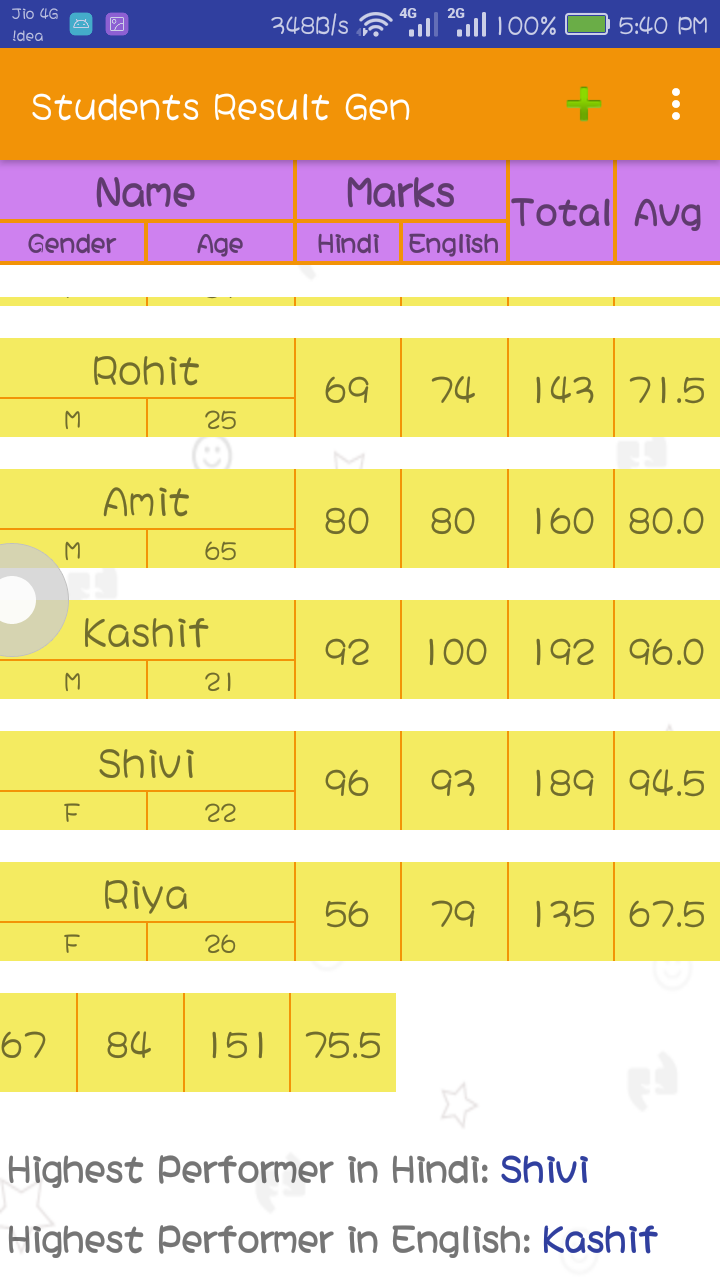 Jio 4G
!dea
348B/s 4G 2G 100% 5:40 PM
Students Result Gen
Name Marks Total Avg
Gender Age Hindi English
Rohit 69 74 143 71.5
M 25
Amit 80 80 160 80.0
M 65
Kashif 92 100 192 96.0
M 21
Shivi 96 93 189 94.5
F 22
Riya 56 79 135 67.5
F 26
67 84 151 75.5
Highest Performer in Hindi: Shivi
Highest Performer in English: Kashif